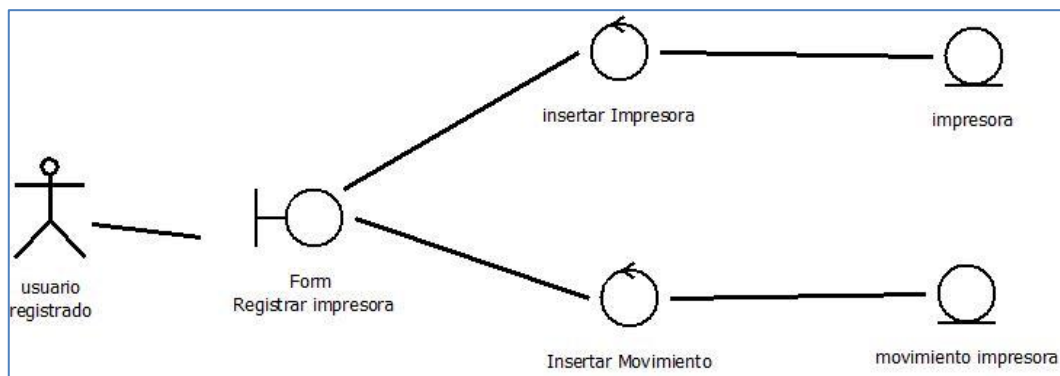 insertar Impresora
impresora
usuario
registrado
Form
Registrar impresora
Insertar Movimiento
movimiento impresora